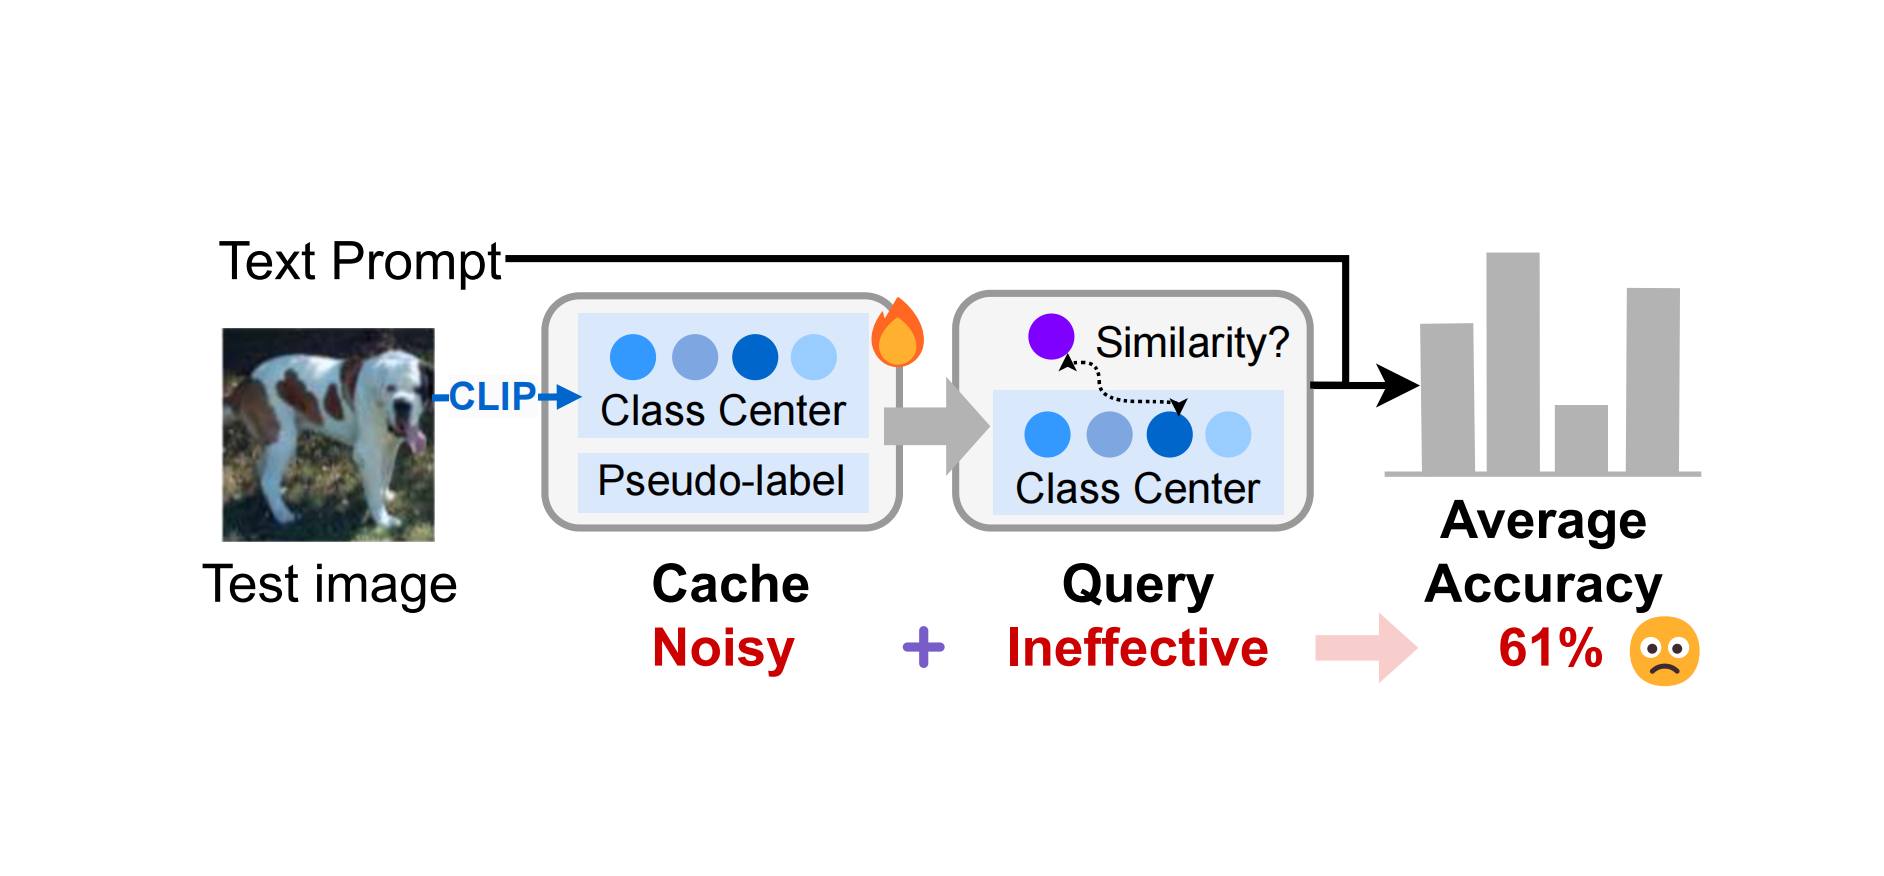 Text Prompt
CLIP
Class Center
Pseudo-label
Similarity?
Class Center
Test image
Cache
Noisy
+
Query
Ineffective
Average
Accuracy
61%